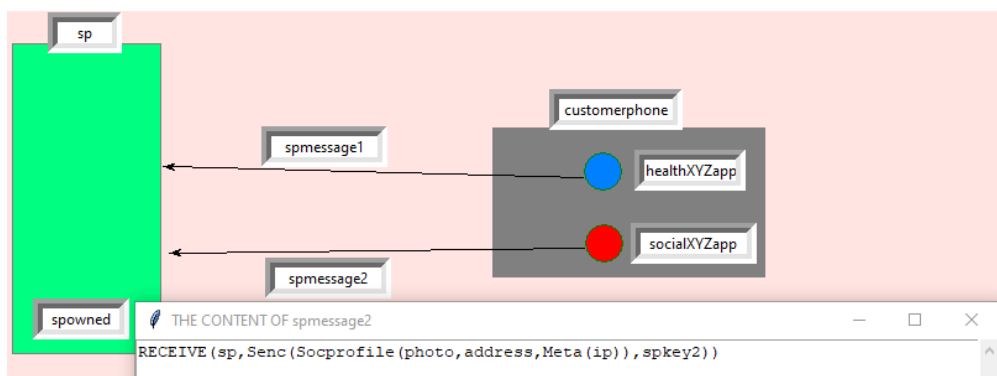 sp
customerphone
spmessage1
healthXYZapp
socialXYZapp
spmessage2
spowned
THE CONTENT OF spmessage2
RECEIVE(sp,Senc(Socprofile(photo,address,Meta(ip)),spkey2))